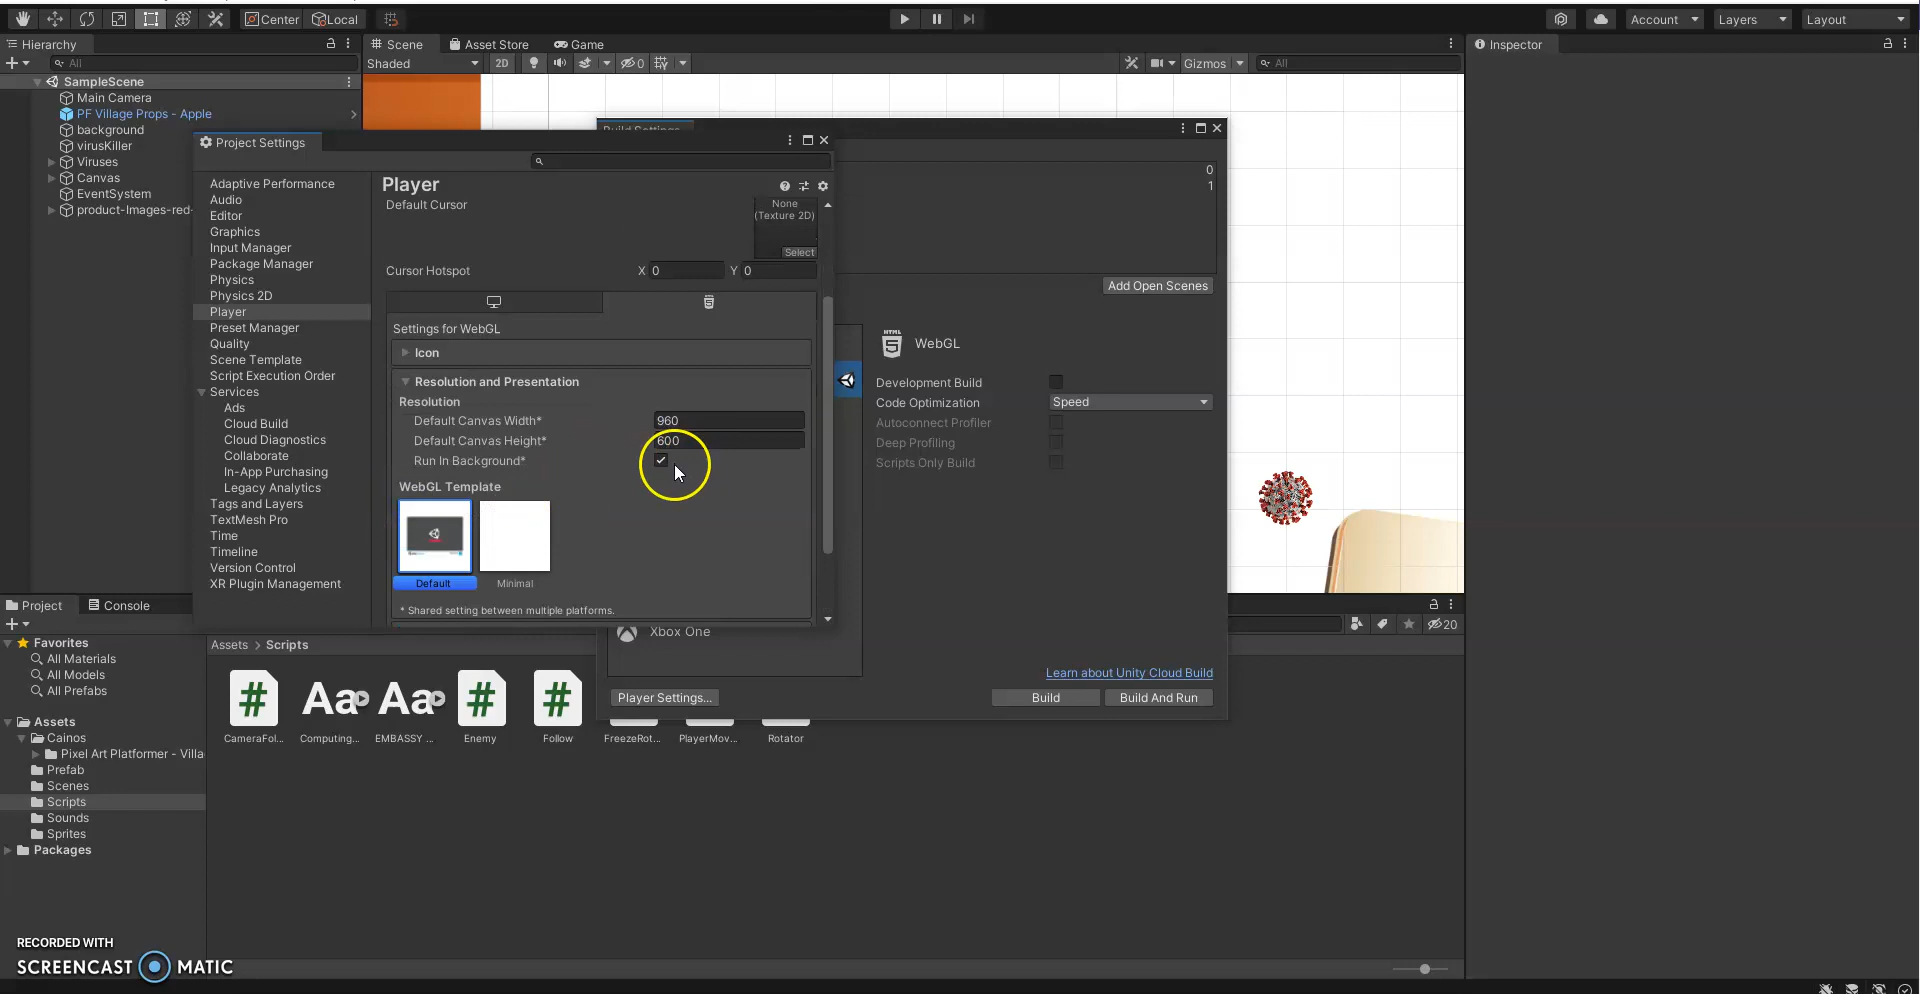 Center
Local
Account
Layers
Layout
Hierarchy
All
SampleScene
Main Camera
PF Village Props - Apple
background
virusKiller
Viruses
Canvas
EventSystem
product-Images-red-
Scene
Asset Store
Game
Shaded
2D
0
Gizmos
All
Inspector
Project Settings
Adaptive Performance
Audio
Editor
Graphics
Input Manager
Package Manager
Physics
Physics 2D
Player
Preset Manager
Quality
Scene Template
Script Execution Order
Services
Ads
Cloud Build
Cloud Diagnostics
Collaborate
In-App Purchasing
Legacy Analytics
Tags and Layers
TextMesh Pro
Time
Timeline
Version Control
XR Plugin Management
Player
Default Cursor
None
(Texture 2D)
Select
Cursor Hotspot X 0 Y 0
Settings for WebGL
Icon
Resolution and Presentation
Resolution
Default Canvas Width* 960
Default Canvas Height* 600
Run In Background*
WebGL Template
Default
Minimal
* Shared setting between multiple platforms.
Build Settings
0
1
Add Open Scenes
HTML
5
WebGL
Development Build
Code Optimization Speed
Autoconnect Profiler
Deep Profiling
Scripts Only Build
Xbox One
Learn about Unity Cloud Build
Player Settings...
Build
Build And Run
Project
Console
20
Favorites
All Materials
All Models
All Prefabs
Assets
Cainos
Pixel Art Platformer - Villa
Prefab
Scenes
Scripts
Sounds
Sprites
Packages
Assets > Scripts
#
Aa
Aa
#
#
CameraFol...
Computing...
EMBASSY ...
Enemy
Follow
FreezeRot...
PlayerMov...
Rotator
RECORDED WITH
SCREENCAST MATIC